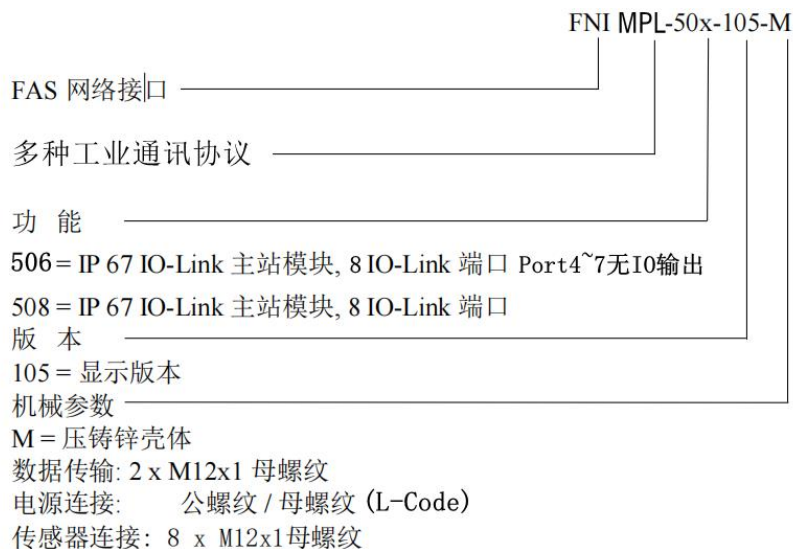 FNI MPL-50x-105-M
FAS 网络接口
多种工业通讯协议
功 能
506 = IP 67 IO-Link 主站模块, 8 IO-Link 端口 Port4~7无IO输出
508 = IP 67 IO-Link 主站模块, 8 IO-Link 端口
版 本
105 = 显示版本
机械参数
M = 压铸锌壳体
数据传输: 2 x M12x1 母螺纹
电源连接: 公螺纹 / 母螺纹 (L-Code)
传感器连接: 8 x M12x1母螺纹